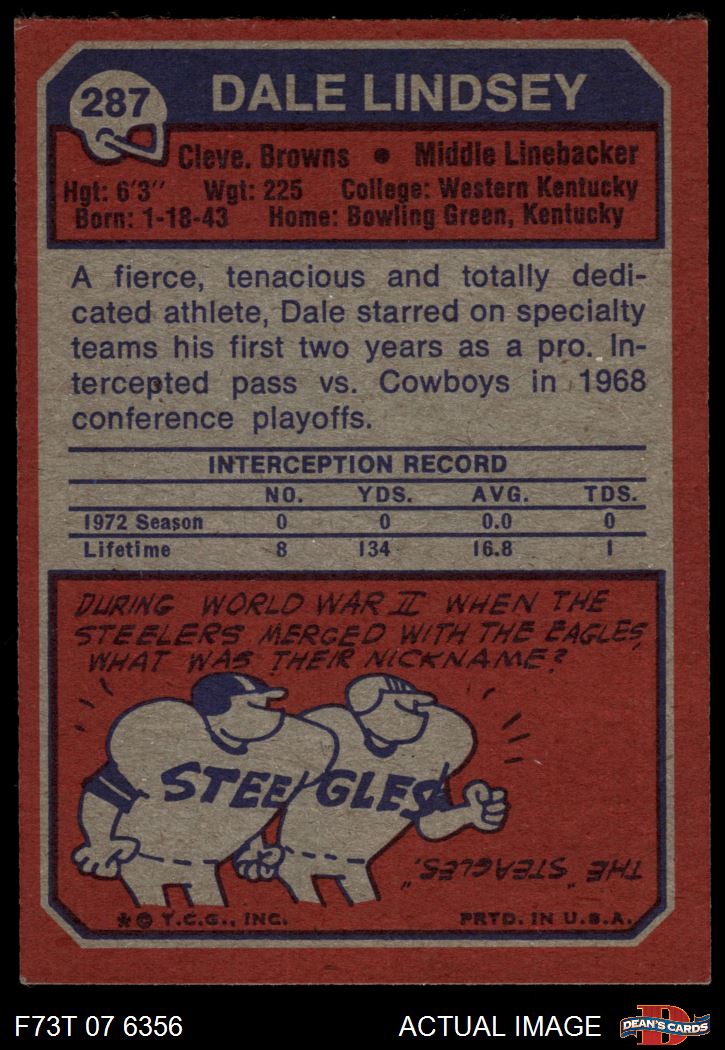 287
DALE LINDSEY
Cleve. Browns • Middle Linebacker
Hgt: 6'3" Wgt: 225 College: Western Kentucky
Born: 1-18-43 Home: Bowling Green, Kentucky
A fierce, tenacious and totally dedi-
cated athlete, Dale starred on specialty
teams his first two years as a pro. In-
tercepted pass vs. Cowboys in 1968
conference playoffs.
INTERCEPTION RECORD
NO. YDS. AVG. TDS.
1972 Season 0 0 0.0 0
Lifetime 8 134 16.8 1
DURING WORLD WAR II WHEN THE
STEELERS MERGED WITH THE EAGLES,
WHAT WAS THEIR NICKNAME?
STEE GLES
THE "STEAGLES."
* © T.C.G., INC. PRTD. IN U.S.A.
F73T 07 6356 ACTUAL IMAGE
D
DEAN'S CARDS